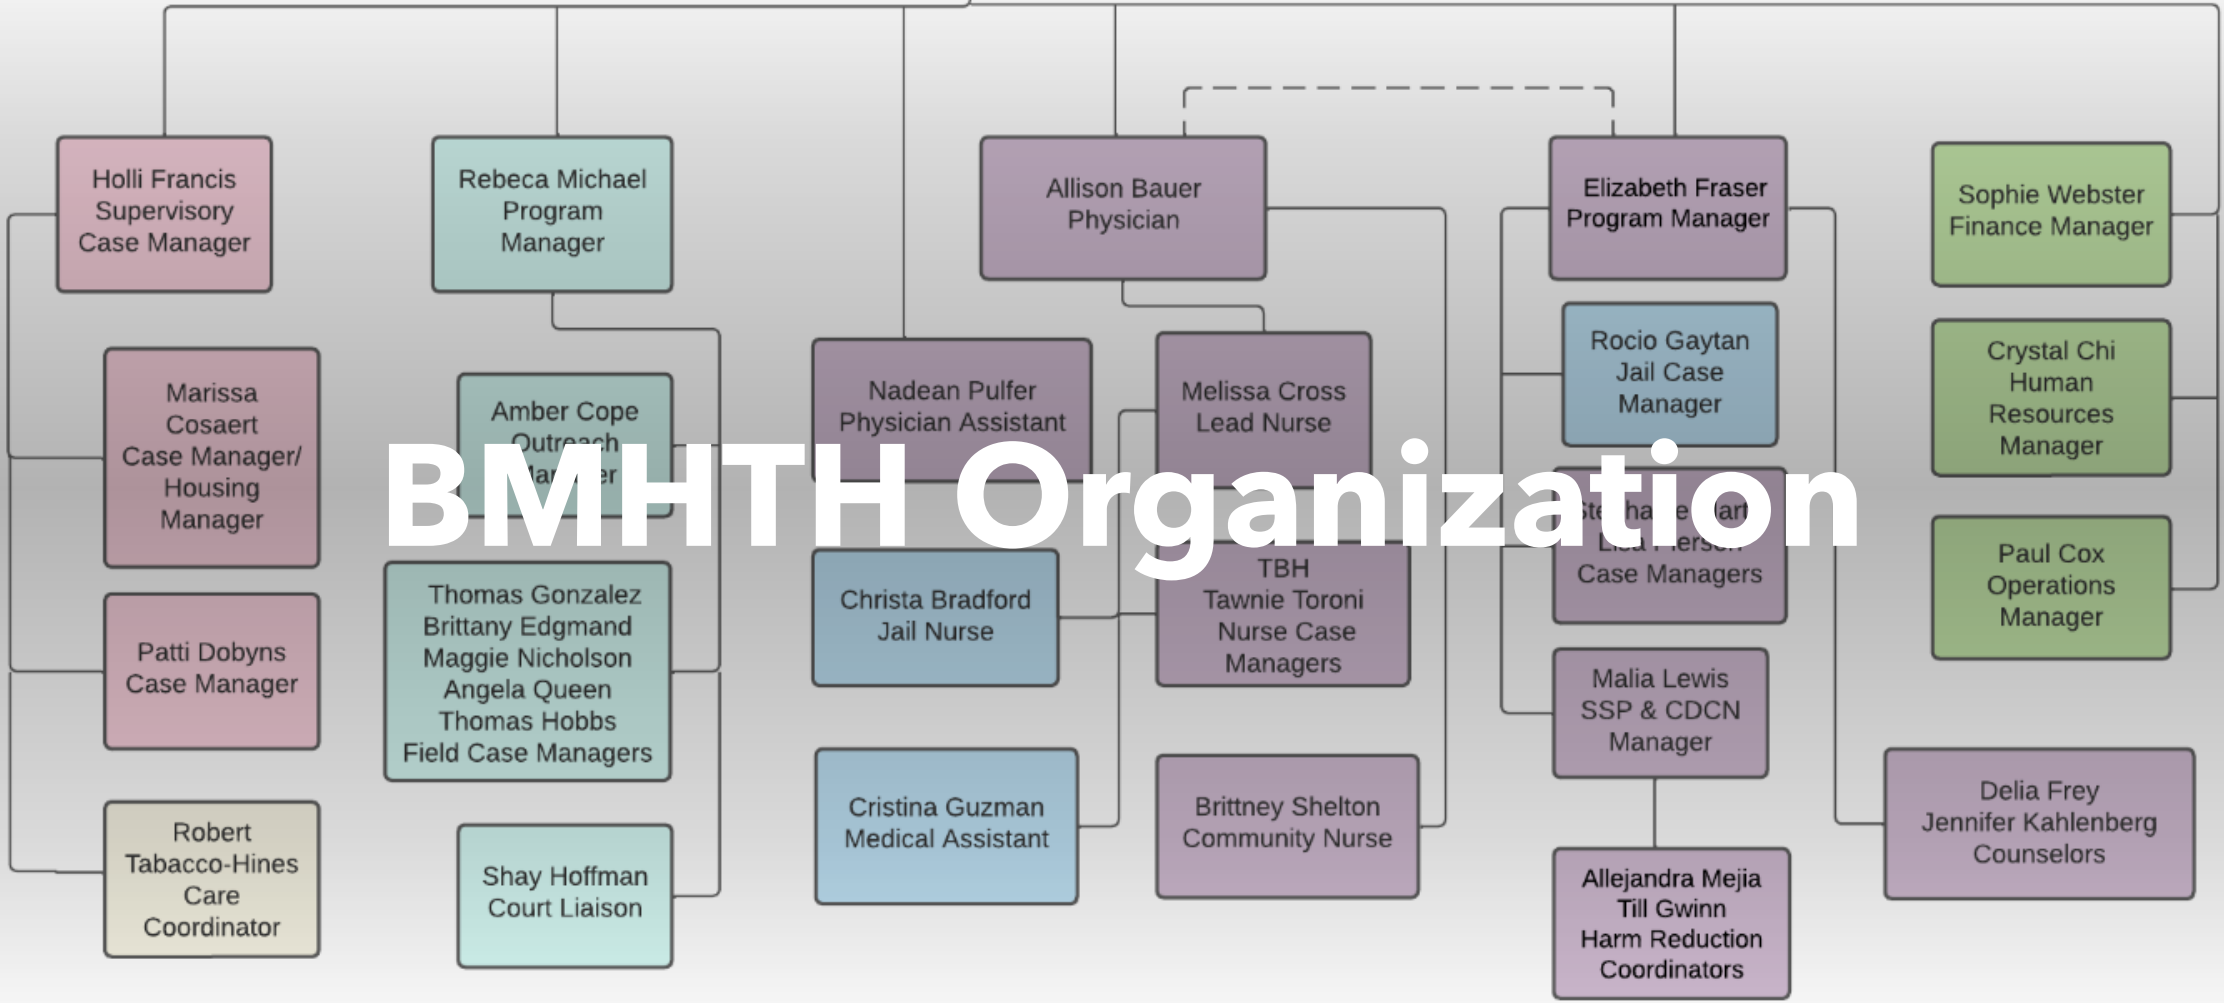 Holli Francis
Supervisory
Case Manager
Rebeca Michael
Program
Manager
Allison Bauer
Physician
Elizabeth Fraser
Program Manager
Sophie Webster
Finance Manager
Marissa
Cosaert
Case Manager/
Housing
Manager
Amber Cope
Outreach
Manager
Nadean Pulfer
Physician Assistant
Melissa Cross
Lead Nurse
Rocio Gaytan
Jail Case
Manager
Crystal Chi
Human
Resources
Manager
BMHTH Organization
Lisa Pierson
Case Managers
Patti Dobyns
Case Manager
Thomas Gonzalez
Brittany Edgmand
Maggie Nicholson
Angela Queen
Thomas Hobbs
Field Case Managers
Christa Bradford
Jail Nurse
TBH
Tawnie Toroni
Nurse Case
Managers
Paul Cox
Operations
Manager
Malia Lewis
SSP & CDCN
Manager
Robert
Tabacco-Hines
Care
Coordinator
Shay Hoffman
Court Liaison
Cristina Guzman
Medical Assistant
Brittney Shelton
Community Nurse
Allejandra Mejia
Till Gwinn
Harm Reduction
Coordinators
Delia Frey
Jennifer Kahlenberg
Counselors